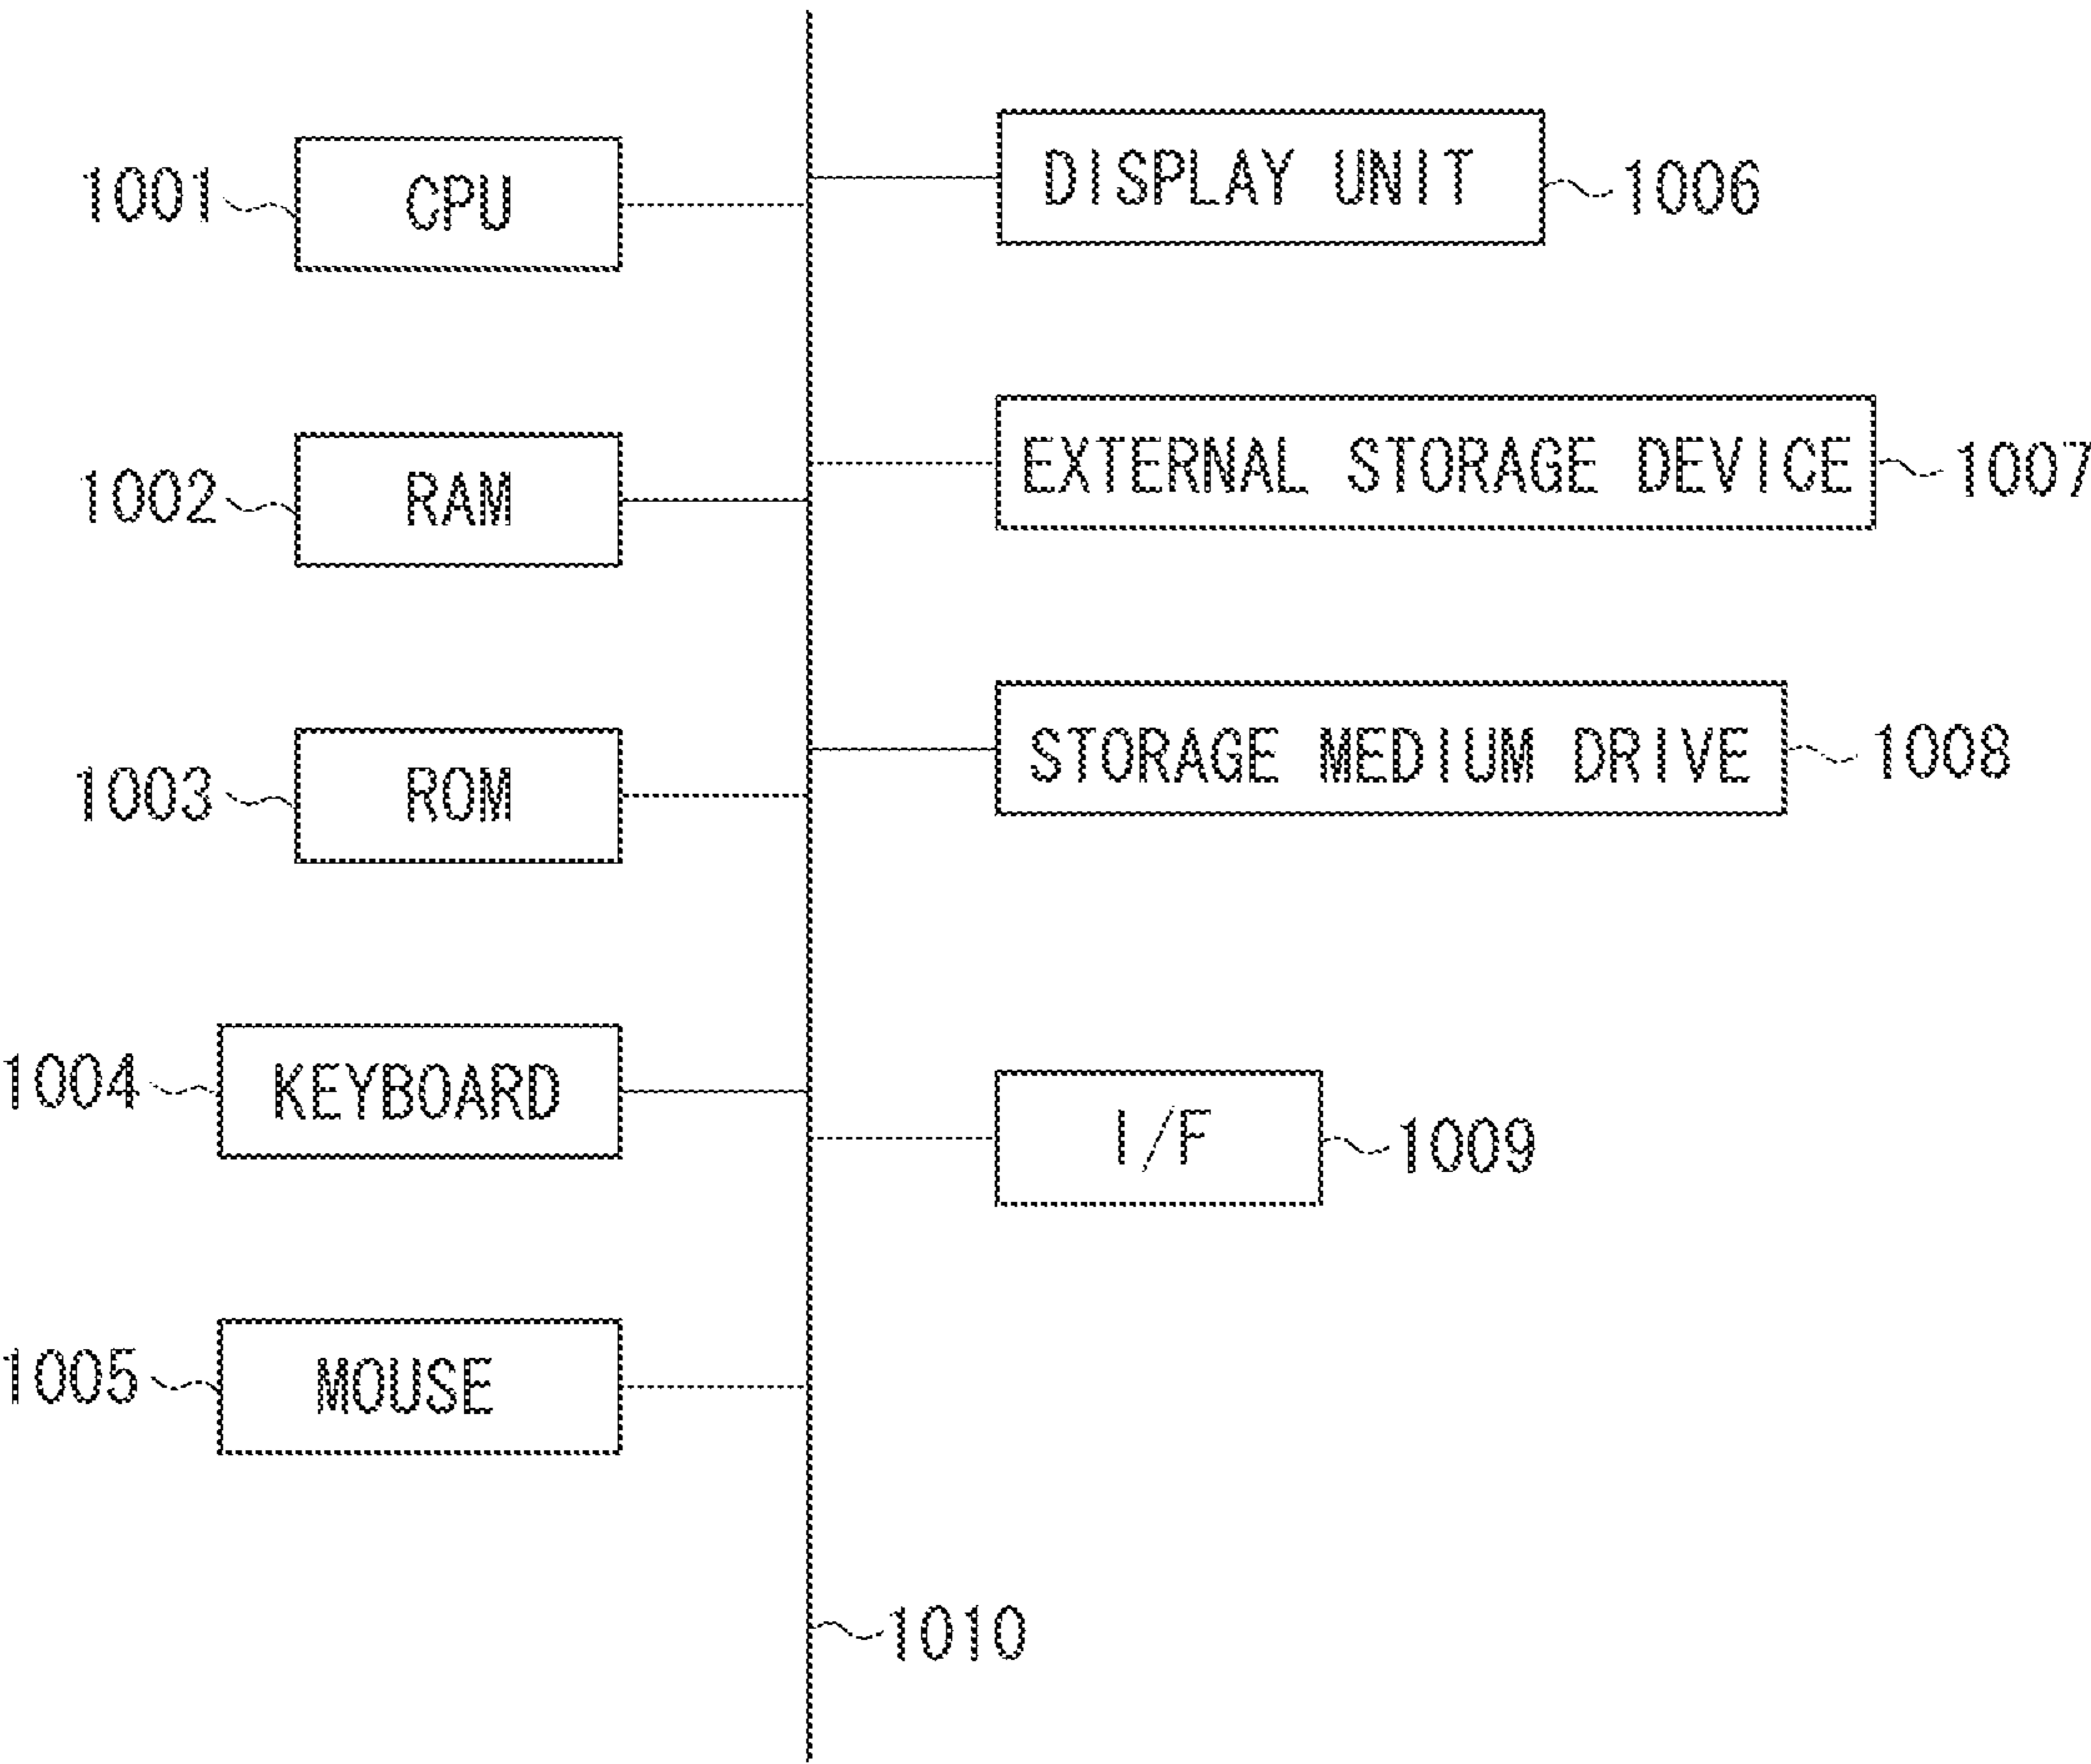 1001 CPU
1002 RAM
1003 ROM
1004 KEYBOARD
1005 MOUSE
DISPLAY UNIT 1006
EXTERNAL STORAGE DEVICE 1007
STORAGE MEDIUM DRIVE 1008
I/F 1009
1010